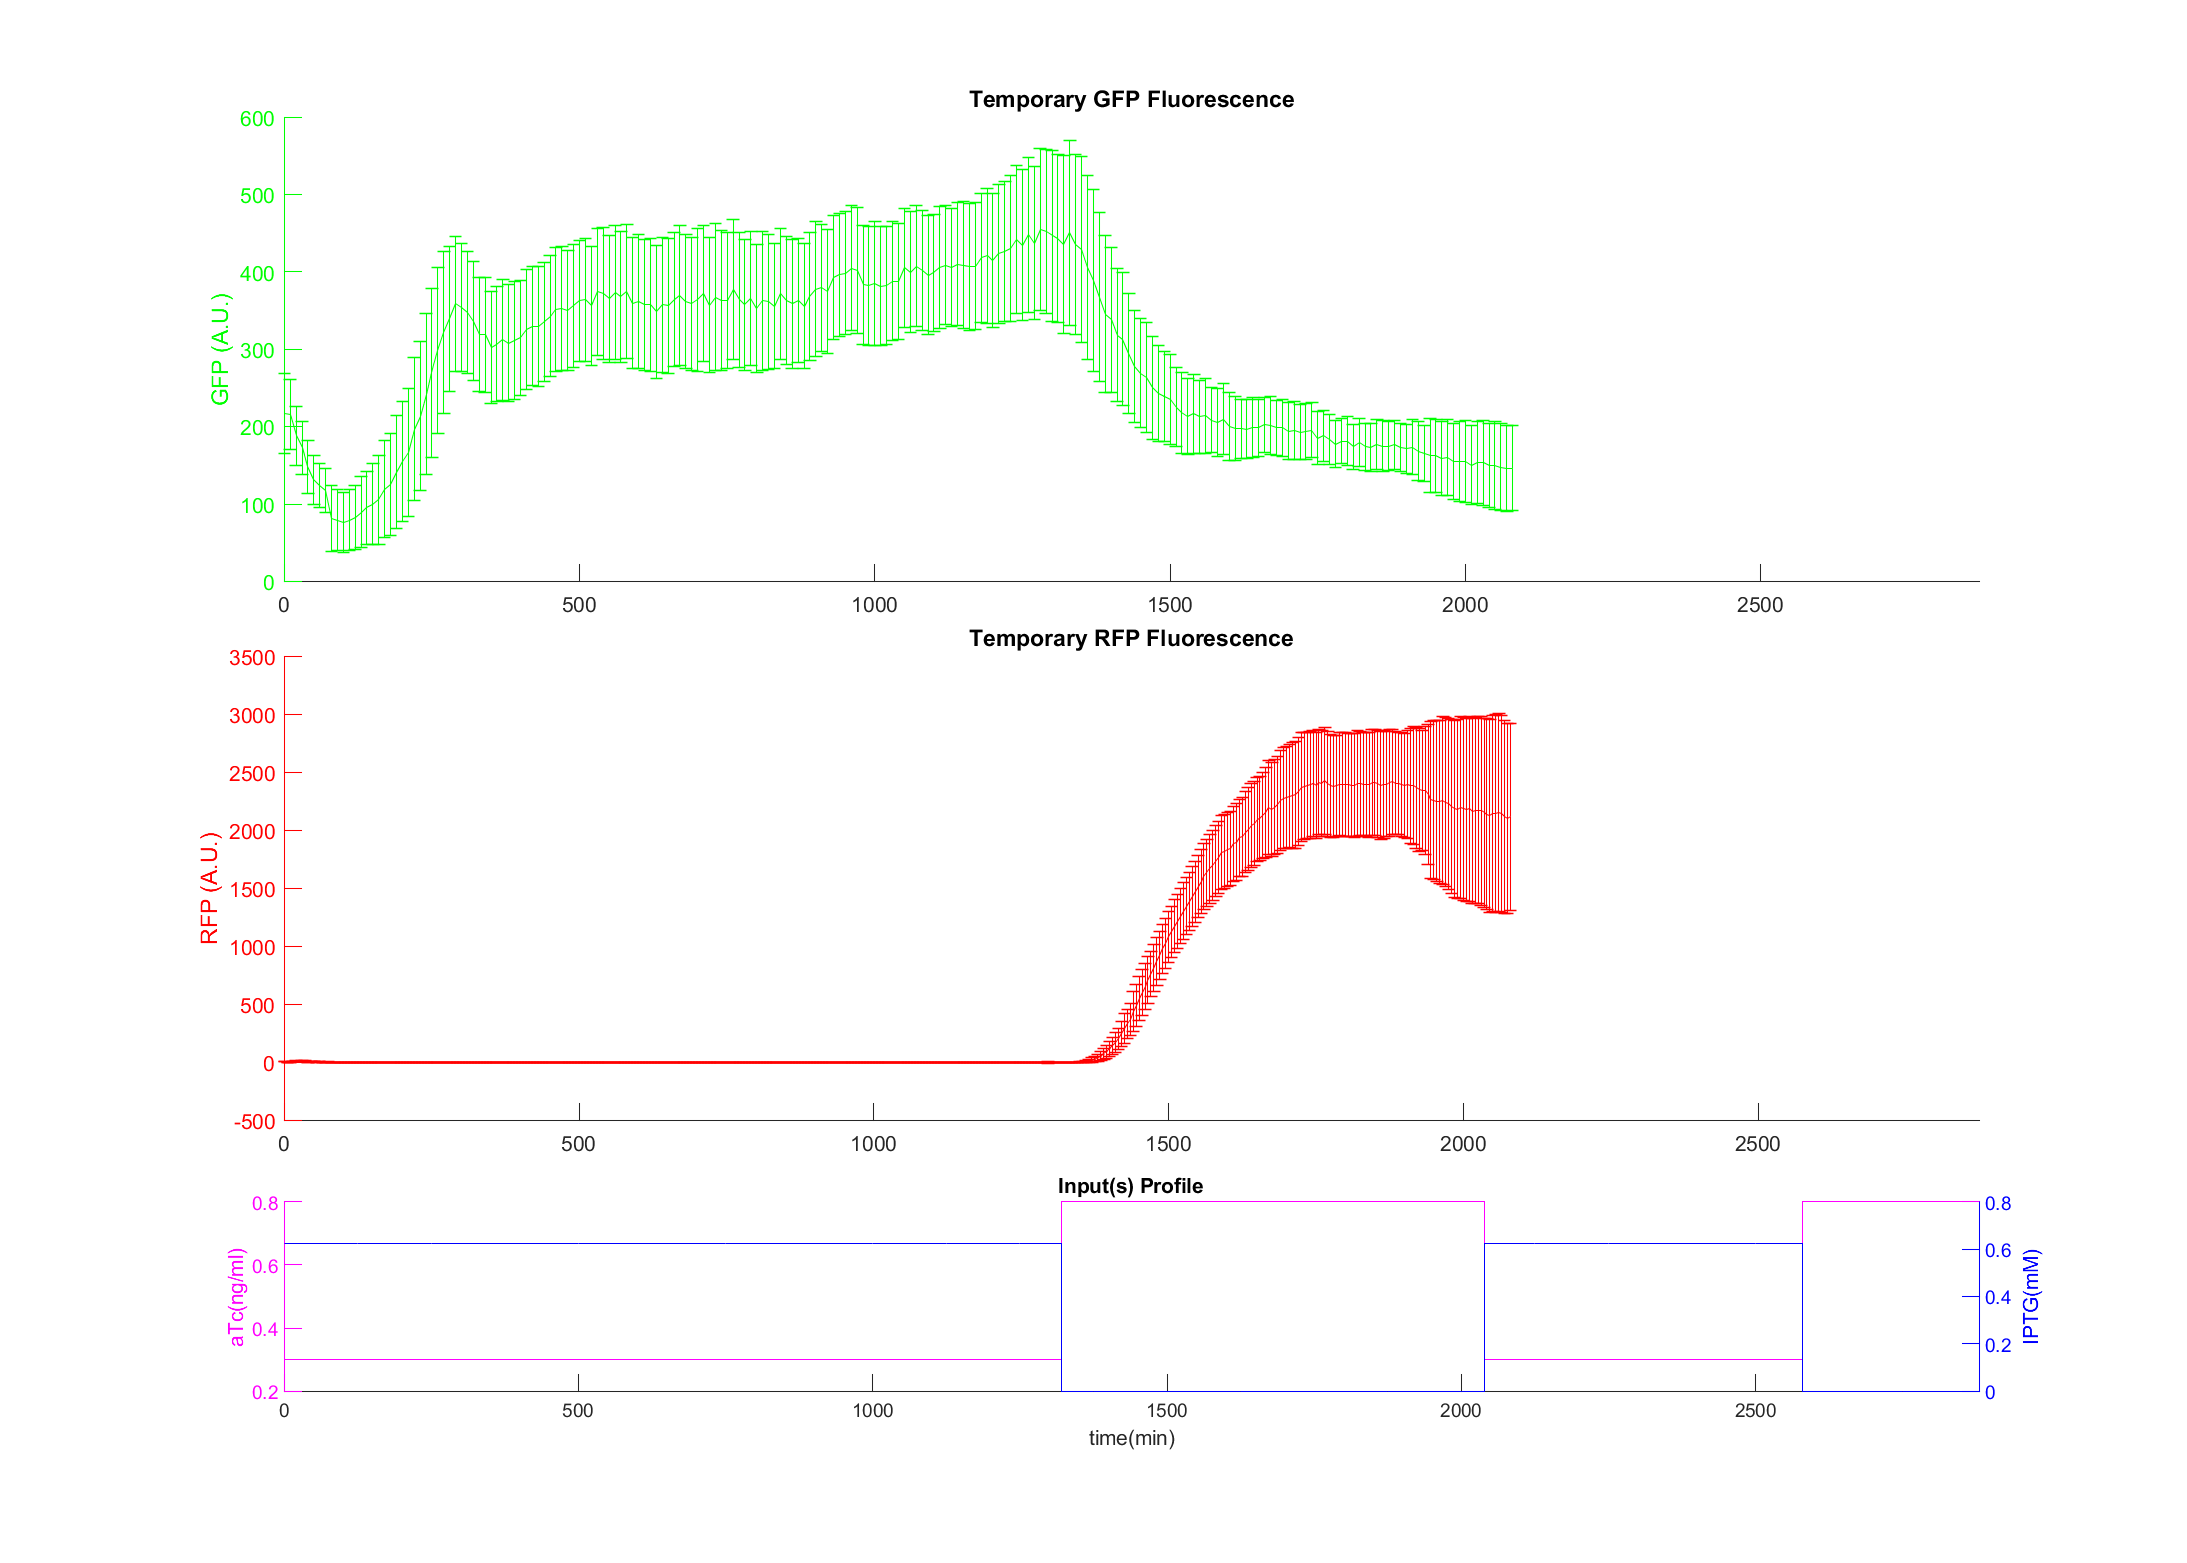 Temporary GFP Fluorescence
600
500
400
300
200
100
0
GFP (A.U.)
0 500 1000 1500 2000 2500
Temporary RFP Fluorescence
3500
3000
2500
2000
1500
1000
500
0
-500
RFP (A.U.)
0 500 1000 1500 2000 2500
Input(s) Profile
0.8
0.6
0.4
0.2
aTc(ng/ml)
0.8
0.6
0.4
0.2
0
IPTG(mM)
0 500 1000 1500 2000 2500
time(min)